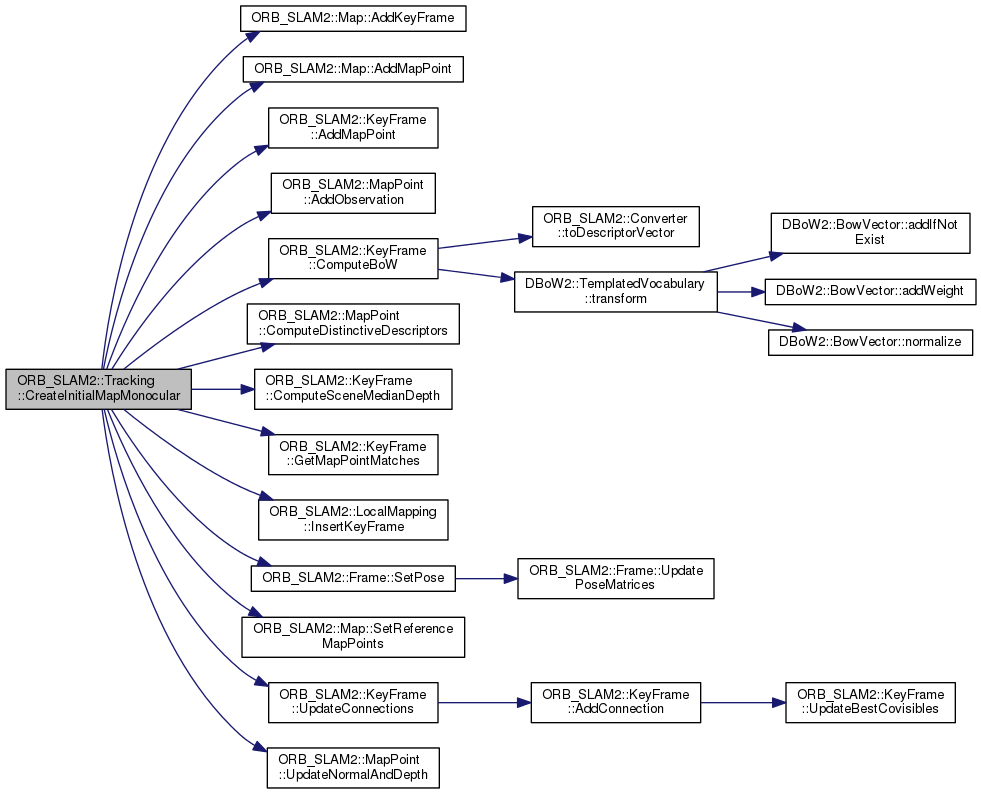 ORB_SLAM2::Map::AddKeyFrame
ORB_SLAM2::Map::AddMapPoint
ORB_SLAM2::KeyFrame
::AddMapPoint
ORB_SLAM2::MapPoint
::AddObservation
ORB_SLAM2::KeyFrame
::ComputeBoW
ORB_SLAM2::Converter
::toDescriptorVector
DBoW2::TemplatedVocabulary
::transform
DBoW2::BowVector::addIfNot
Exist
DBoW2::BowVector::addWeight
DBoW2::BowVector::normalize
ORB_SLAM2::MapPoint
::ComputeDistinctiveDescriptors
ORB_SLAM2::Tracking
::CreateInitialMapMonocular
ORB_SLAM2::KeyFrame
::ComputeSceneMedianDepth
ORB_SLAM2::KeyFrame
::GetMapPointMatches
ORB_SLAM2::LocalMapping
::InsertKeyFrame
ORB_SLAM2::Frame::SetPose
ORB_SLAM2::Frame::Update
PoseMatrices
ORB_SLAM2::Map::SetReference
MapPoints
ORB_SLAM2::KeyFrame
::UpdateConnections
ORB_SLAM2::KeyFrame
::AddConnection
ORB_SLAM2::KeyFrame
::UpdateBestCovisibles
ORB_SLAM2::MapPoint
::UpdateNormalAndDepth